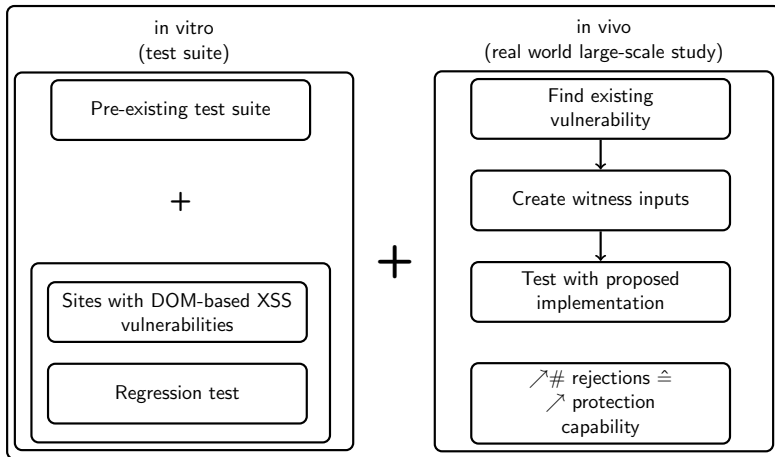 in vitro
(test suite)
Pre-existing test suite
+
Sites with DOM-based XSS
vulnerabilities
Regression test
+
in vivo
(real world large-scale study)
Find existing
vulnerability
Create witness inputs
Test with proposed
implementation
↗# rejections ≙
↗ protection
capability